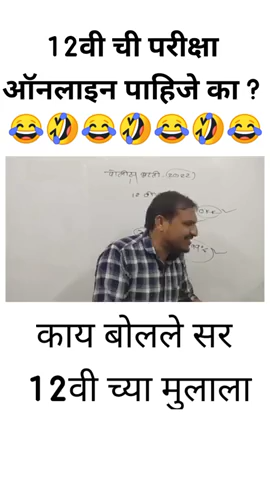 12वी ची परीक्षा
ऑनलाइन पाहिजे का ?
😂🤣😂🤣😂🤣😂
काय बोलले सर
12वी च्या मुलाला